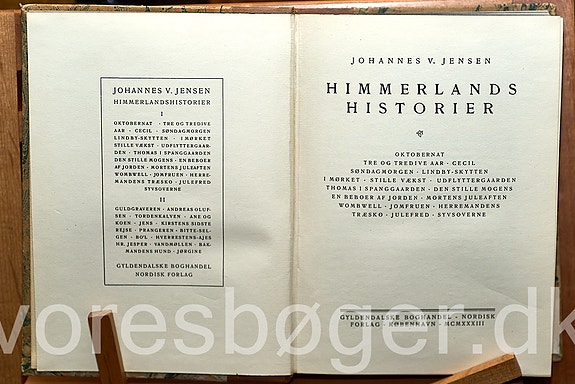 JOHANNES V. JENSEN
HIMMERLANDSHISTORIER
I
OKTOBERNAT · TRE OG TREDIVE
AAR · CECIL · SØNDAGMORGEN
LINDBY-SKYTTEN · I MØRKET
STILLE VÆKST · UDFLYTTERGAAR-
DEN · THOMAS I SPANGGAARDEN
DEN STILLE MOGENS · EN BEBOER
AF JORDEN · MORTENS JULEAFTEN
WOMBWELL · JOMFRUEN · HERRE-
MANDENS TRÆSKO · JULEFRED
SYVSOVERNE
II
GULDGRAVEREN · ANDREAS OLUF-
SEN · TORDENKALVEN · ANE OG
KOEN · JENS · KIRSTENS SIDSTE
REJSE · PRANGEREN · BITTE-SEL-
GEN · BO'L · HVERRESTENS-AJES
HR. JESPER · VANDMØLLEN · BAK-
MANDENS HUND · JØRGINE
GYLDENDALSKE BOGHANDEL
NORDISK FORLAG
JOHANNES V. JENSEN
HIMMERLANDS
HISTORIER
OKTOBERNAT
TRE OG TREDIVE AAR · CECIL
SØNDAGMORGEN · LINDBY-SKYTTEN
I MØRKET · STILLE VÆKST · UDFLYTTERGAARDEN
THOMAS I SPANGGAARDEN · DEN STILLE MOGENS
EN BEBOER AF JORDEN · MORTENS JULEAFTEN
WOMBWELL · JOMFRUEN · HERREMANDENS
TRÆSKO · JULEFRED · SYVSOVERNE
GYLDENDALSKE BOGHANDEL · NORDISK
FORLAG · KØBENHAVN · MCMXXXIII
voresbøger.dk